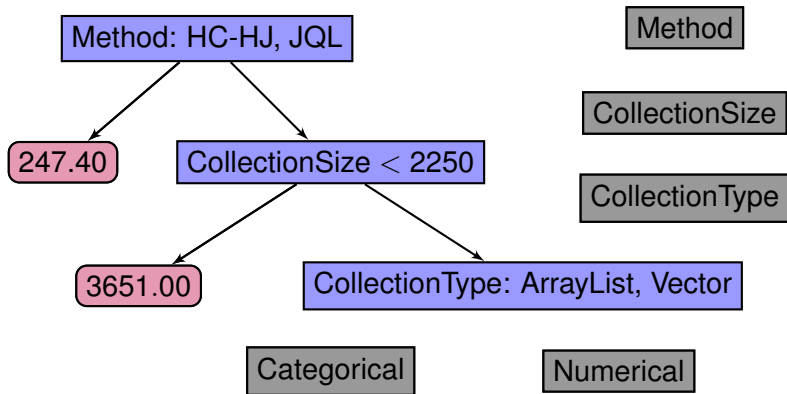 Method: HC-HJ, JQL
Method
CollectionSize
247.40
CollectionSize < 2250
CollectionType
3651.00
CollectionType: ArrayList, Vector
Categorical
Numerical